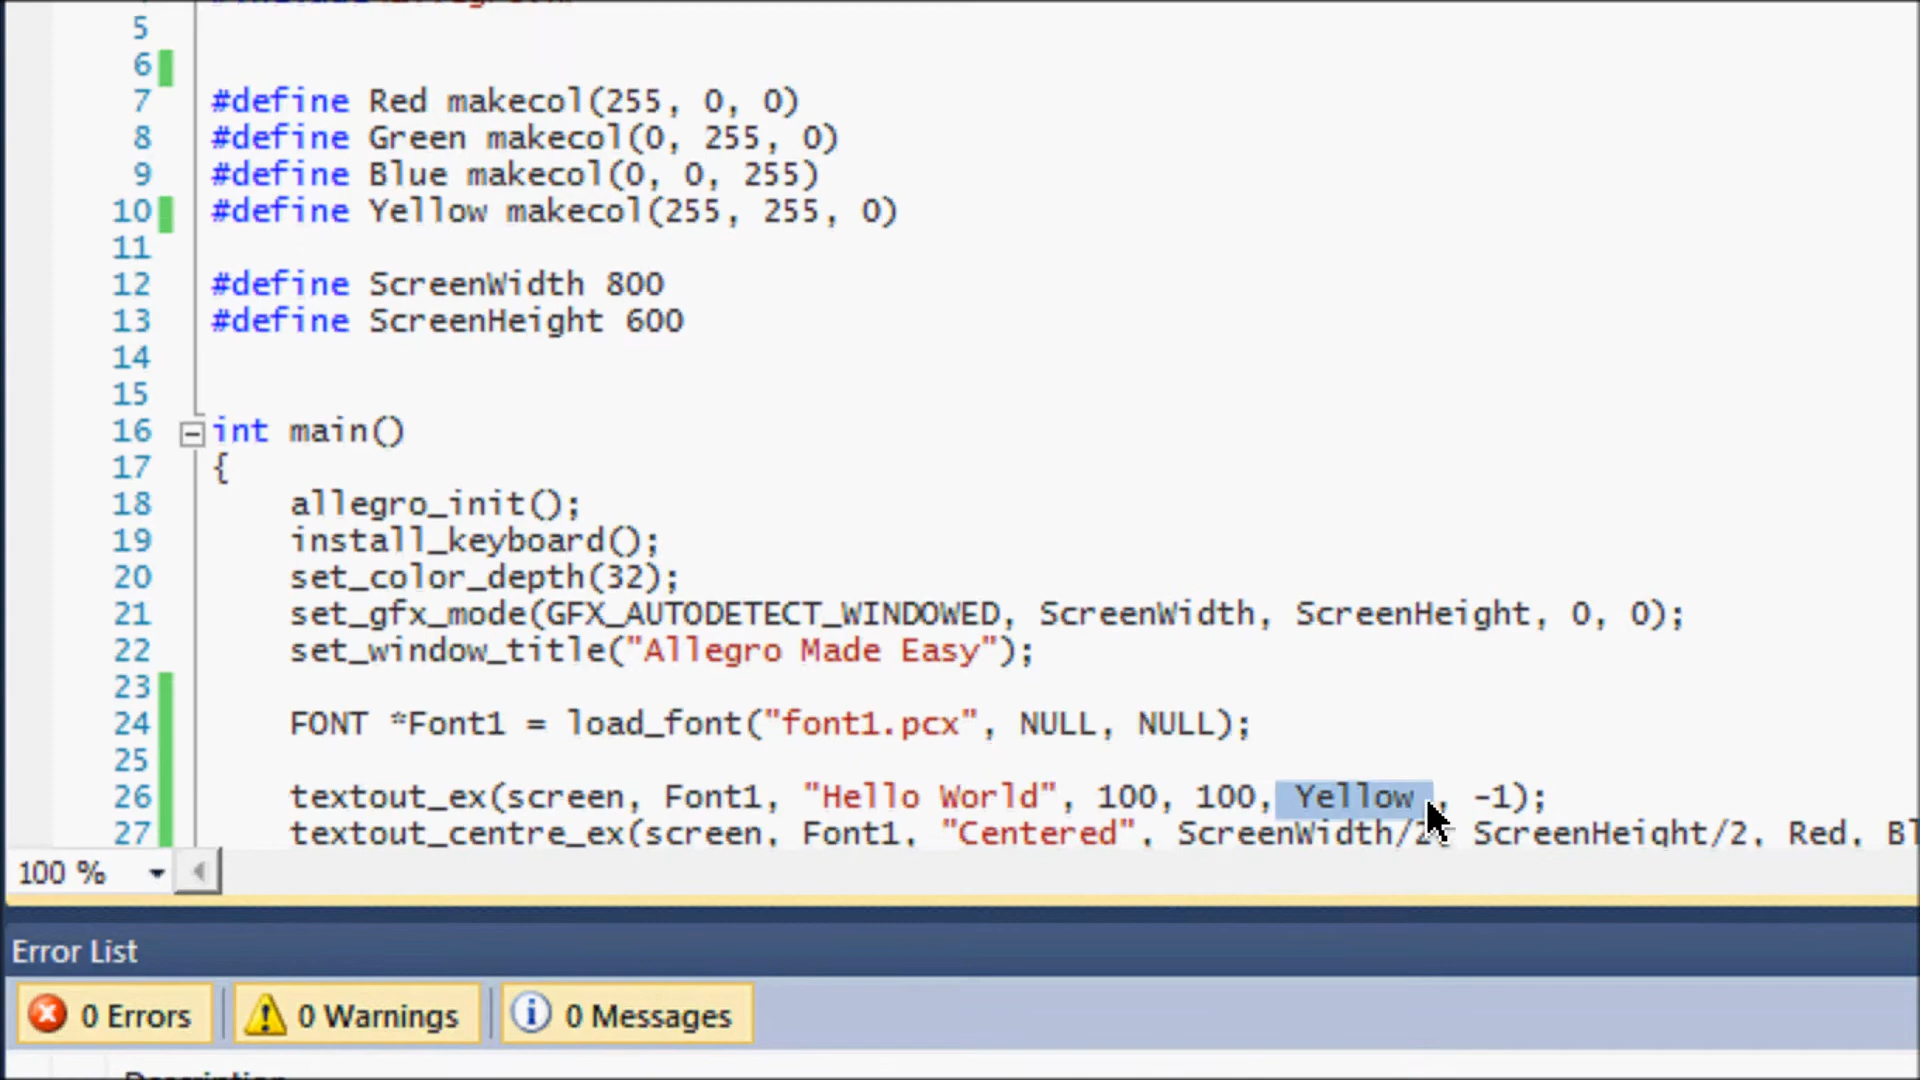 5
6
7 #define Red makecol(255, 0, 0)
8 #define Green makecol(0, 255, 0)
9 #define Blue makecol(0, 0, 255)
10 #define Yellow makecol(255, 255, 0)
11
12 #define ScreenWidth 800
13 #define ScreenHeight 600
14
15
16 int main()
17 {
18 allegro_init();
19 install_keyboard();
20 set_color_depth(32);
21 set_gfx_mode(GFX_AUTODETECT_WINDOWED, ScreenWidth, ScreenHeight, 0, 0);
22 set_window_title("Allegro Made Easy");
23
24 FONT *Font1 = load_font("font1.pcx", NULL, NULL);
25
26 textout_ex(screen, Font1, "Hello World", 100, 100, Yellow , -1);
27 textout_centre_ex(screen, Font1, "Centered", ScreenWidth/2, ScreenHeight/2, Red, Bl
100 %
Error List
0 Errors 0 Warnings 0 Messages
Description